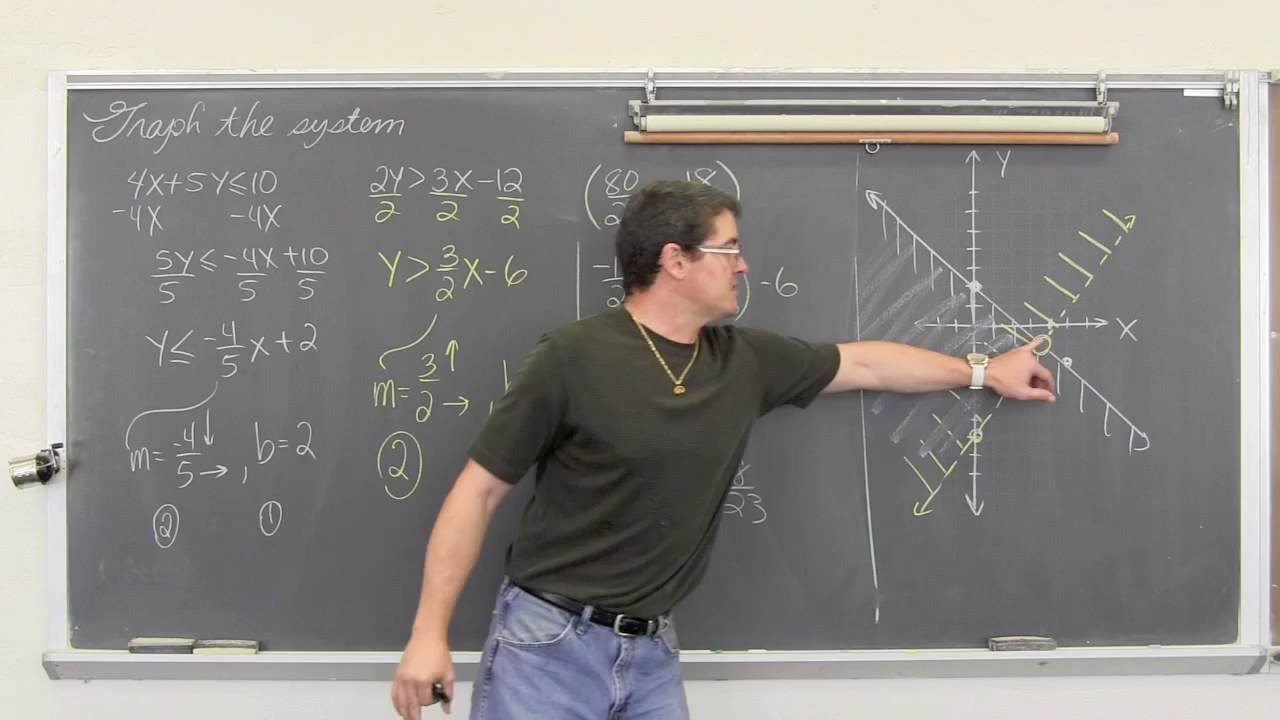 Graph the system
4X+5Y≤10
-4X -4X
5Y ≤ -4X +10
5 5 5
Y ≤ -4/5 X + 2
m= -4↓/5→ , b=2
② ①
2Y > 3X -12
2 2 2
Y > 3/2 X - 6
m= 3↑/2→
②
-6
23
Y
X